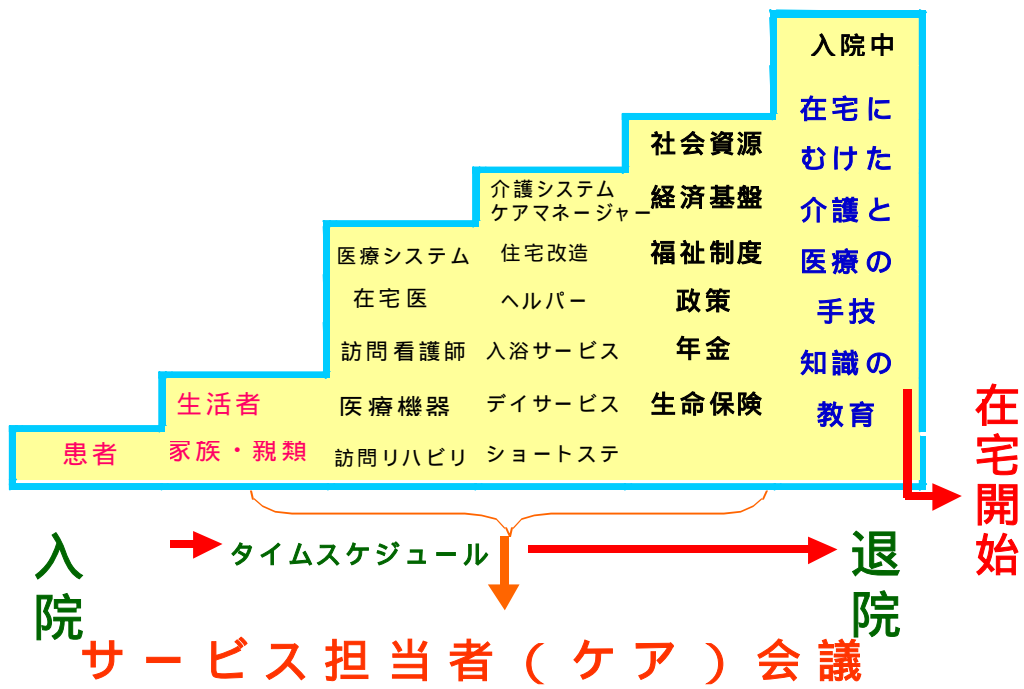 患者
生活者
家族・親類
医療システム
在宅医
訪問看護師
医療機器
訪問リハビリ
介護システム
ケアマネージャー
住宅改造
ヘルパー
入浴サービス
デイサービス
ショートステ
社会資源
経済基盤
福祉制度
政策
年金
生命保険
入院中
在宅に
むけた
介護と
医療の
手技
知識の
教育
在宅開始
入院
タイムスケジュール
退院
サービス担当者(ケア)会議